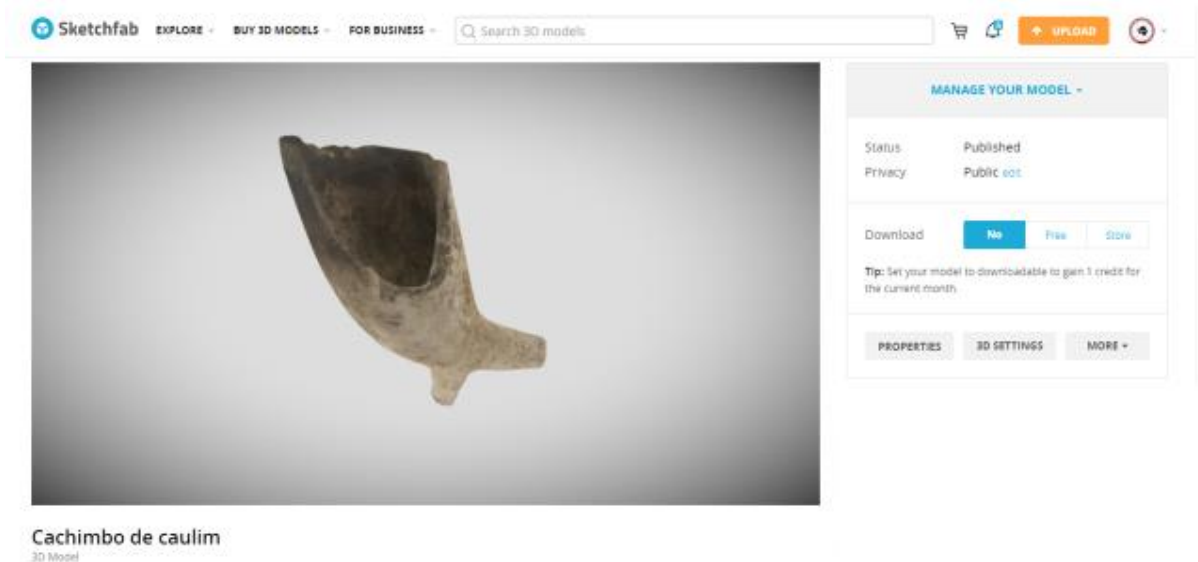 Sketchfab EXPLORE BUY 3D MODELS FOR BUSINESS Search 3D models UPLOAD
MANAGE YOUR MODEL
Status Published
Privacy Public
Download No Free Store
Tip: Set your model to downloadable to gain 1 credit for
the current month
PROPERTIES 3D SETTINGS MORE
Cachimbo de caulim
3D Model